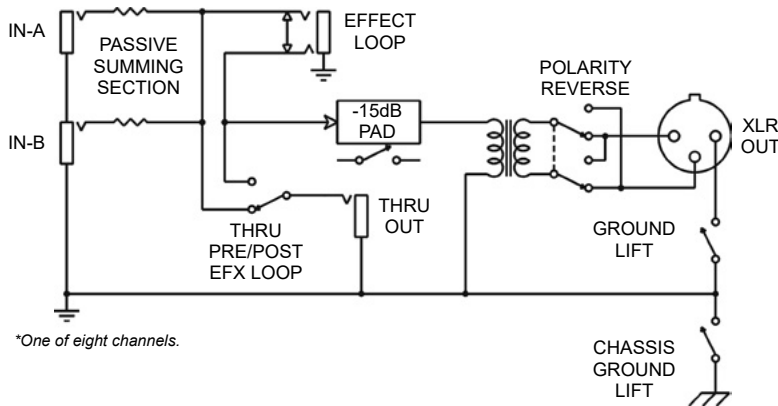 IN-A
PASSIVE
SUMMING
SECTION
EFFECT
LOOP
POLARITY
REVERSE
-15dB
PAD
XLR
OUT
IN-B
THRU
OUT
THRU
PRE/POST
EFX LOOP
GROUND
LIFT
*One of eight channels.
CHASSIS
GROUND
LIFT